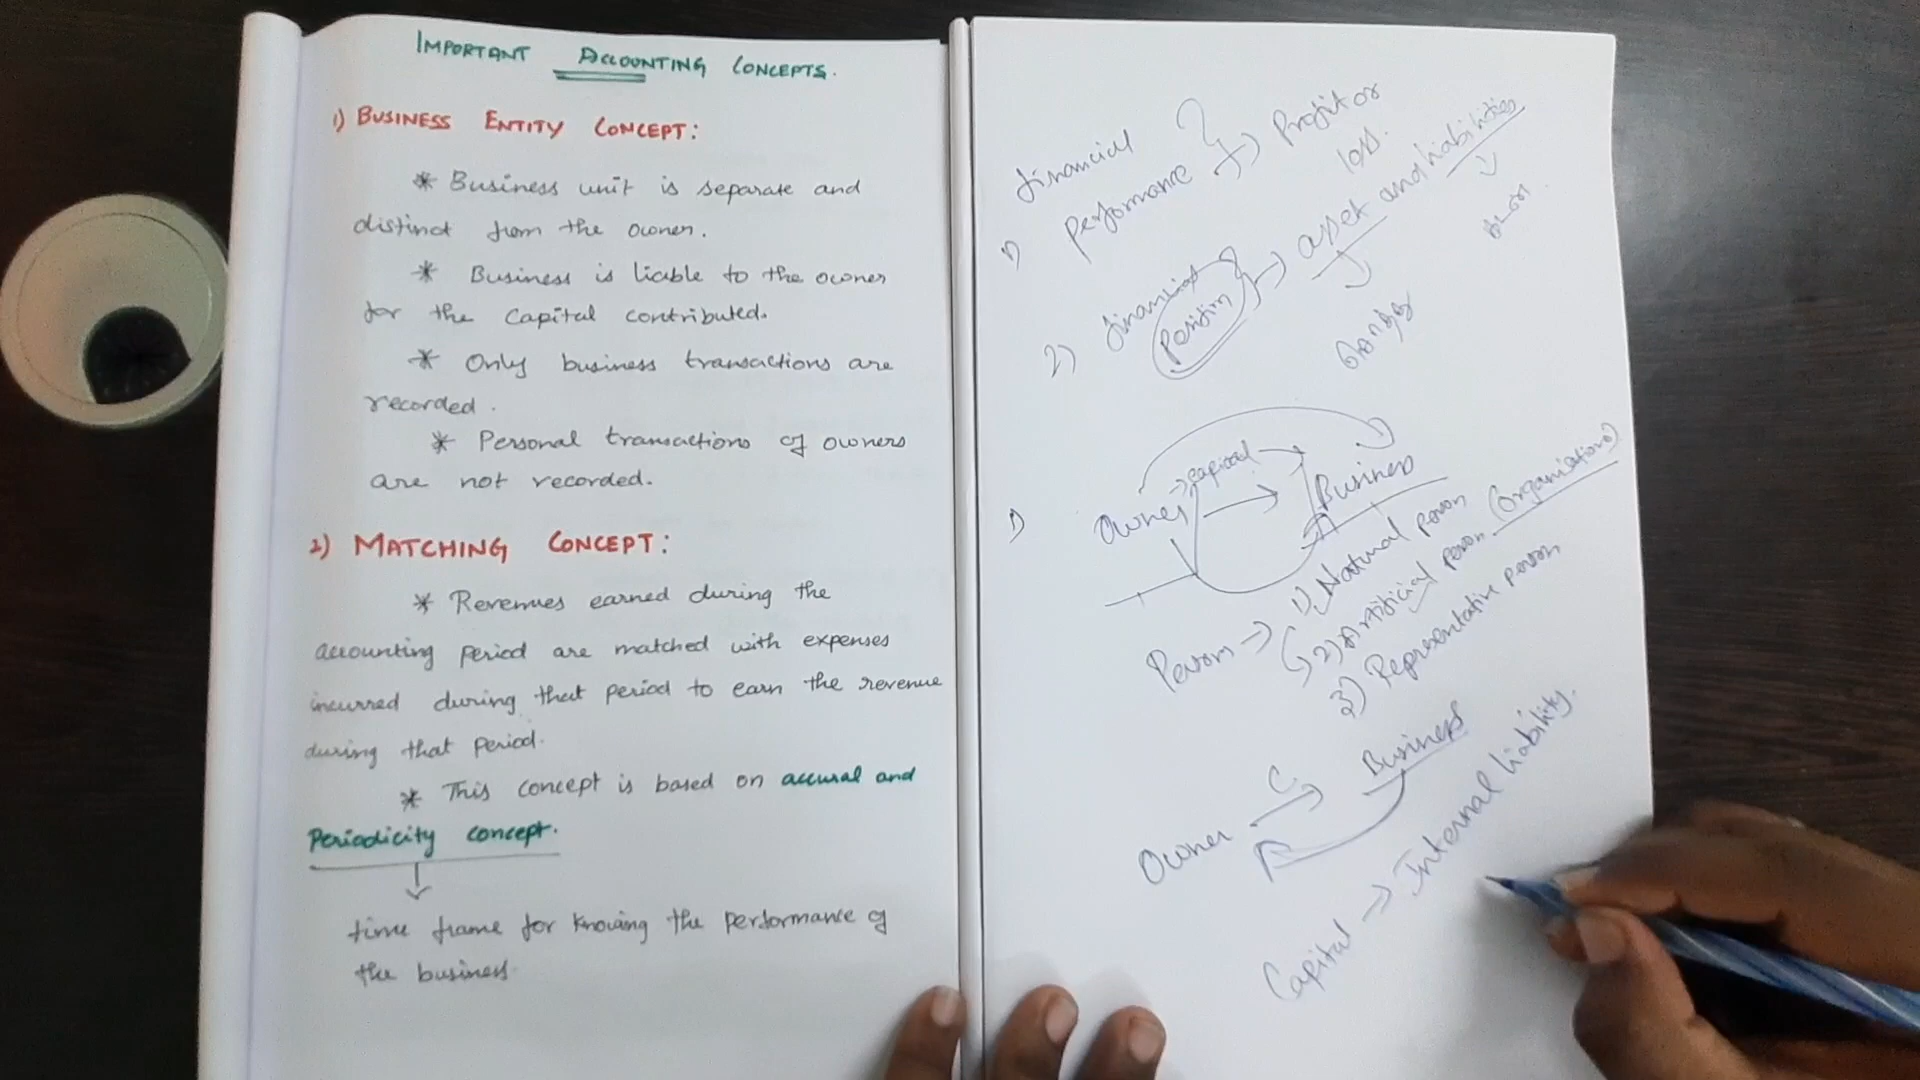 IMPORTANT ACCOUNTING CONCEPTS.
1) BUSINESS ENTITY CONCEPT:
* Business unit is separate and
distinct from the owner.
* Business is liable to the owner
for the Capital contributed.
* Only business transactions are
recorded.
* Personal transactions of owners
are not recorded.
2) MATCHING CONCEPT:
* Revenues earned during the
accounting period are matched with expenses
incurred during that period to earn the revenue
during that period.
* This concept is based on accural and
Periodicity concept.
time frame for knowing the performance of
the business
1) financial
performance } → Profit or
loss.
2) financial
Position } → asset and liabilities
சொத்து
கடன்
1) Owner → capital → Business
Person → 1) Natural person
2) Artificial person (Organisations)
3) Representative person
Owner C → Business
Capital → Internal liability.